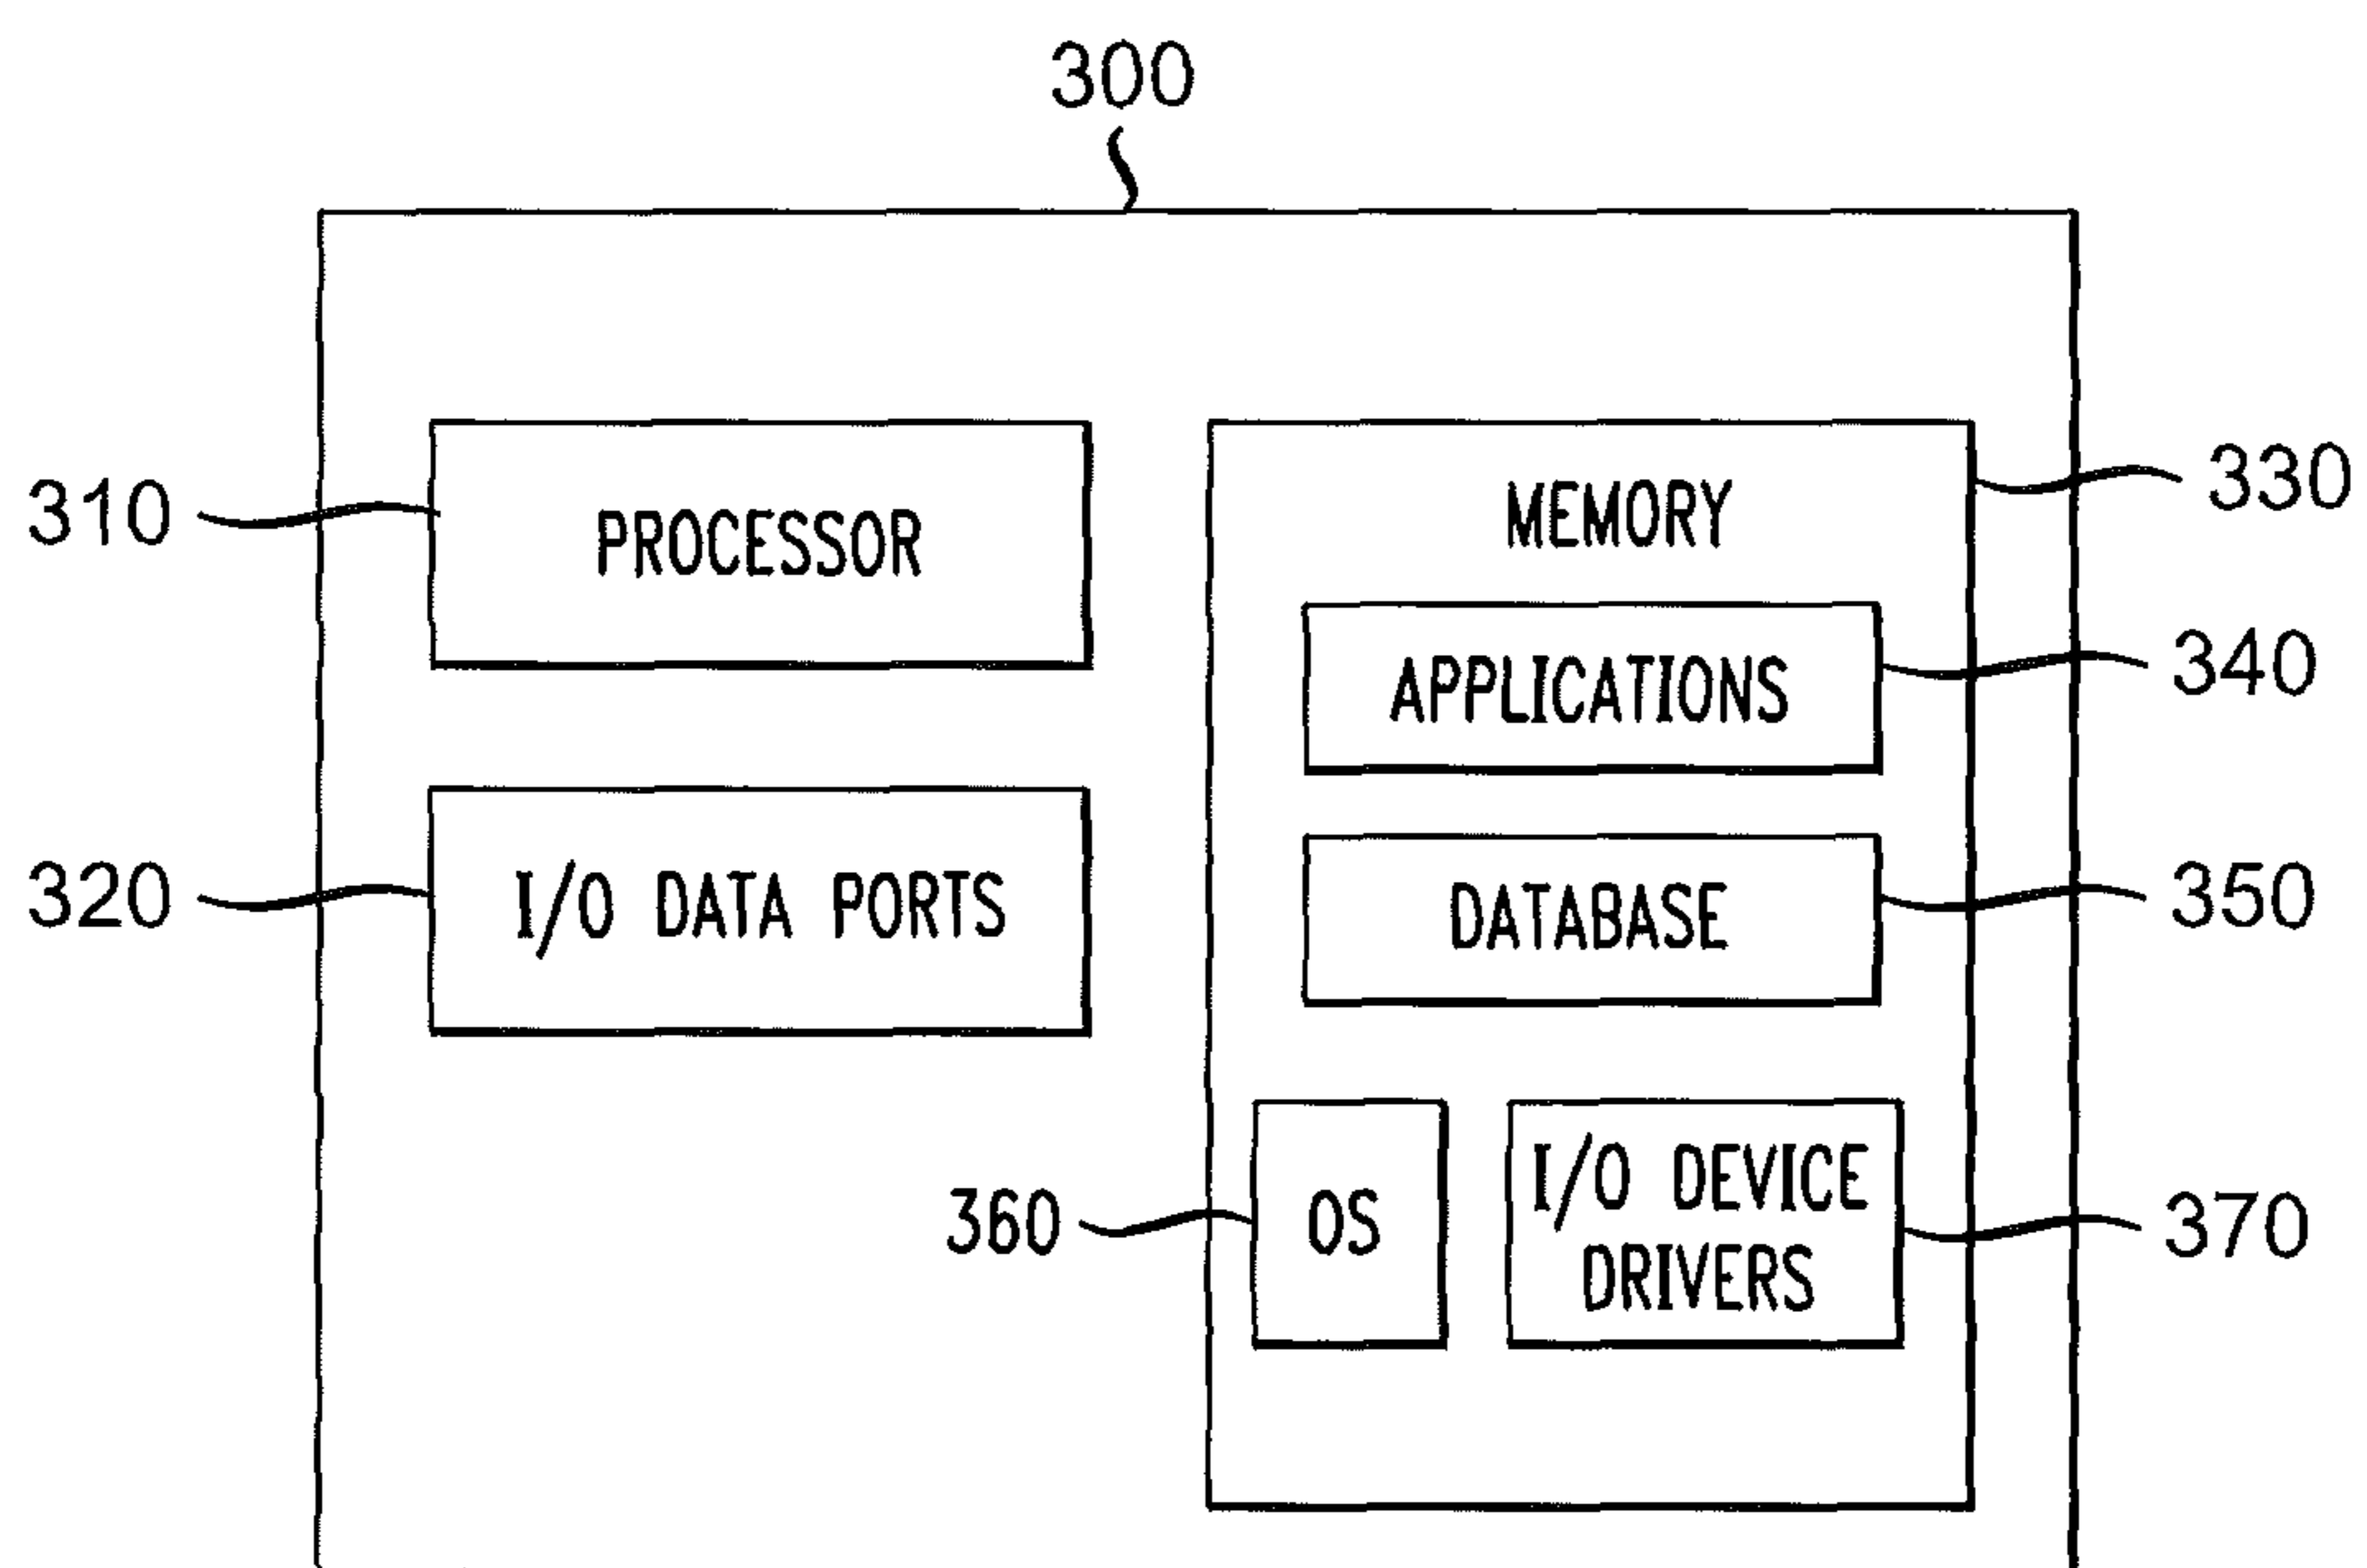 300
310
PROCESSOR
MEMORY
330
APPLICATIONS
340
320
I/O DATA PORTS
DATABASE
350
360
OS
I/O DEVICE
DRIVERS
370